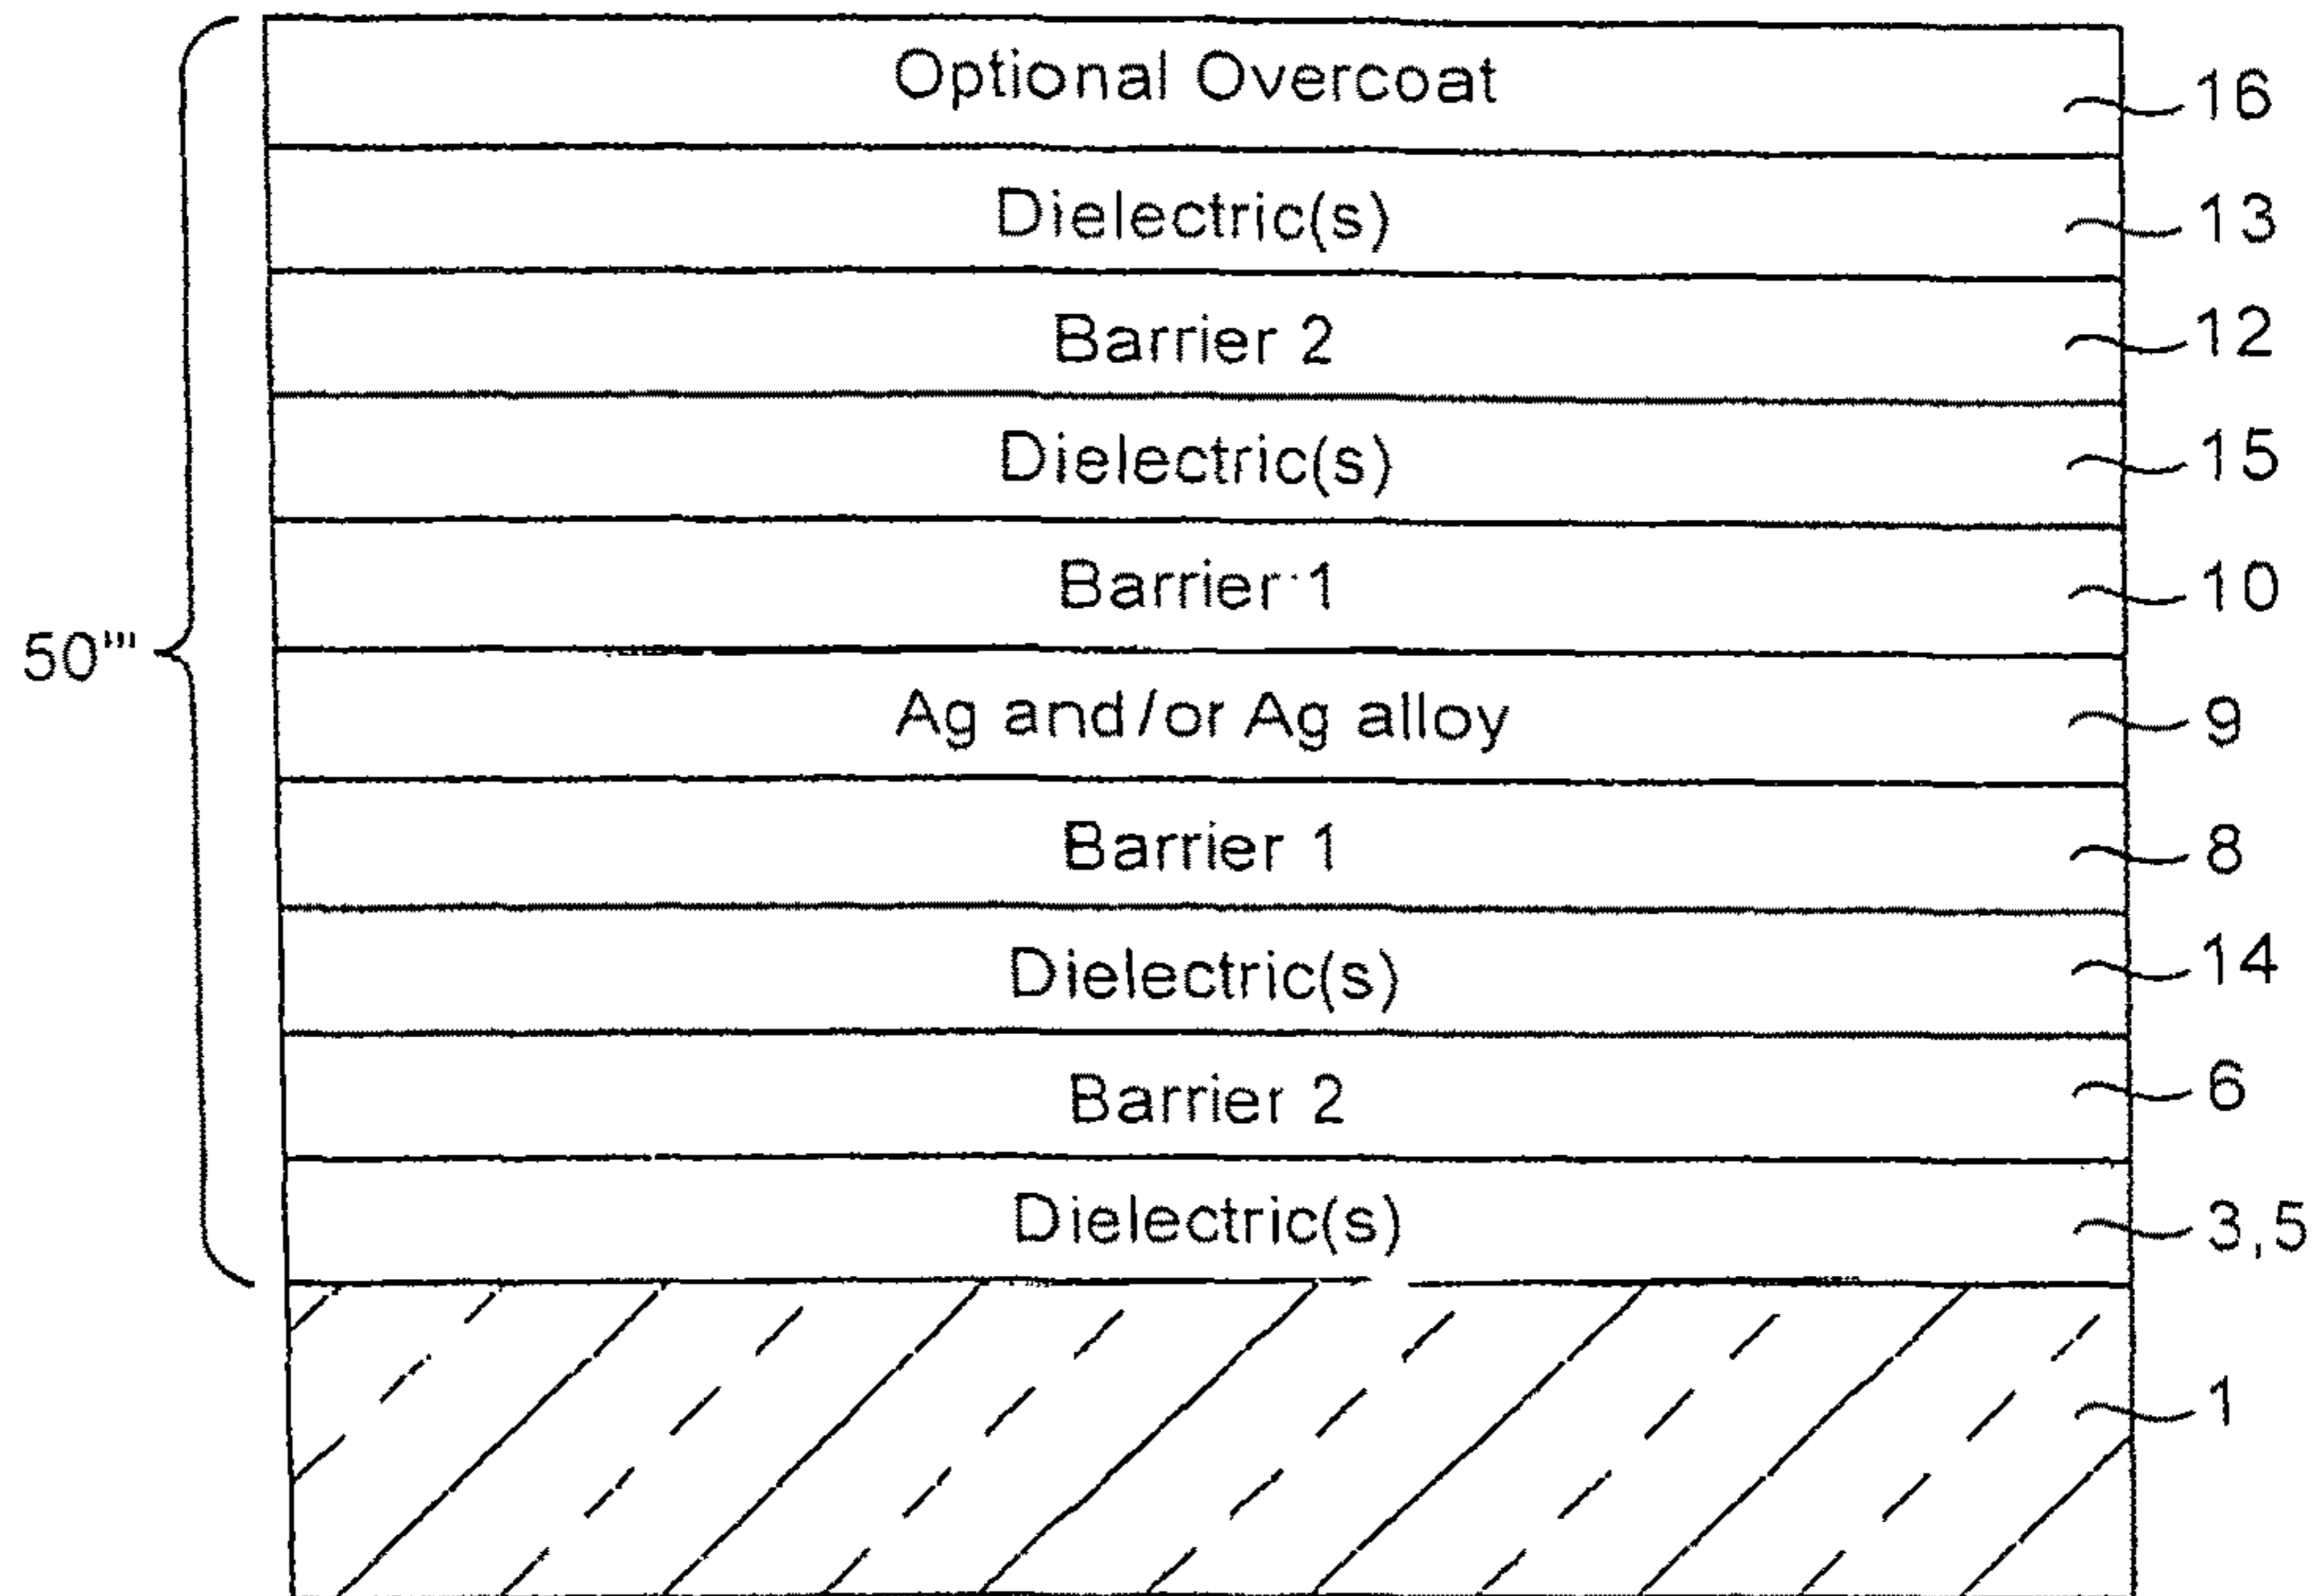 Optional Overcoat 16
Dielectric(s) 13
Barrier 2 12
Dielectric(s) 15
Barrier 1 10
50'''
Ag and/or Ag alloy 9
Barrier 1 8
Dielectric(s) 14
Barrier 2 6
Dielectric(s) 3,5
1